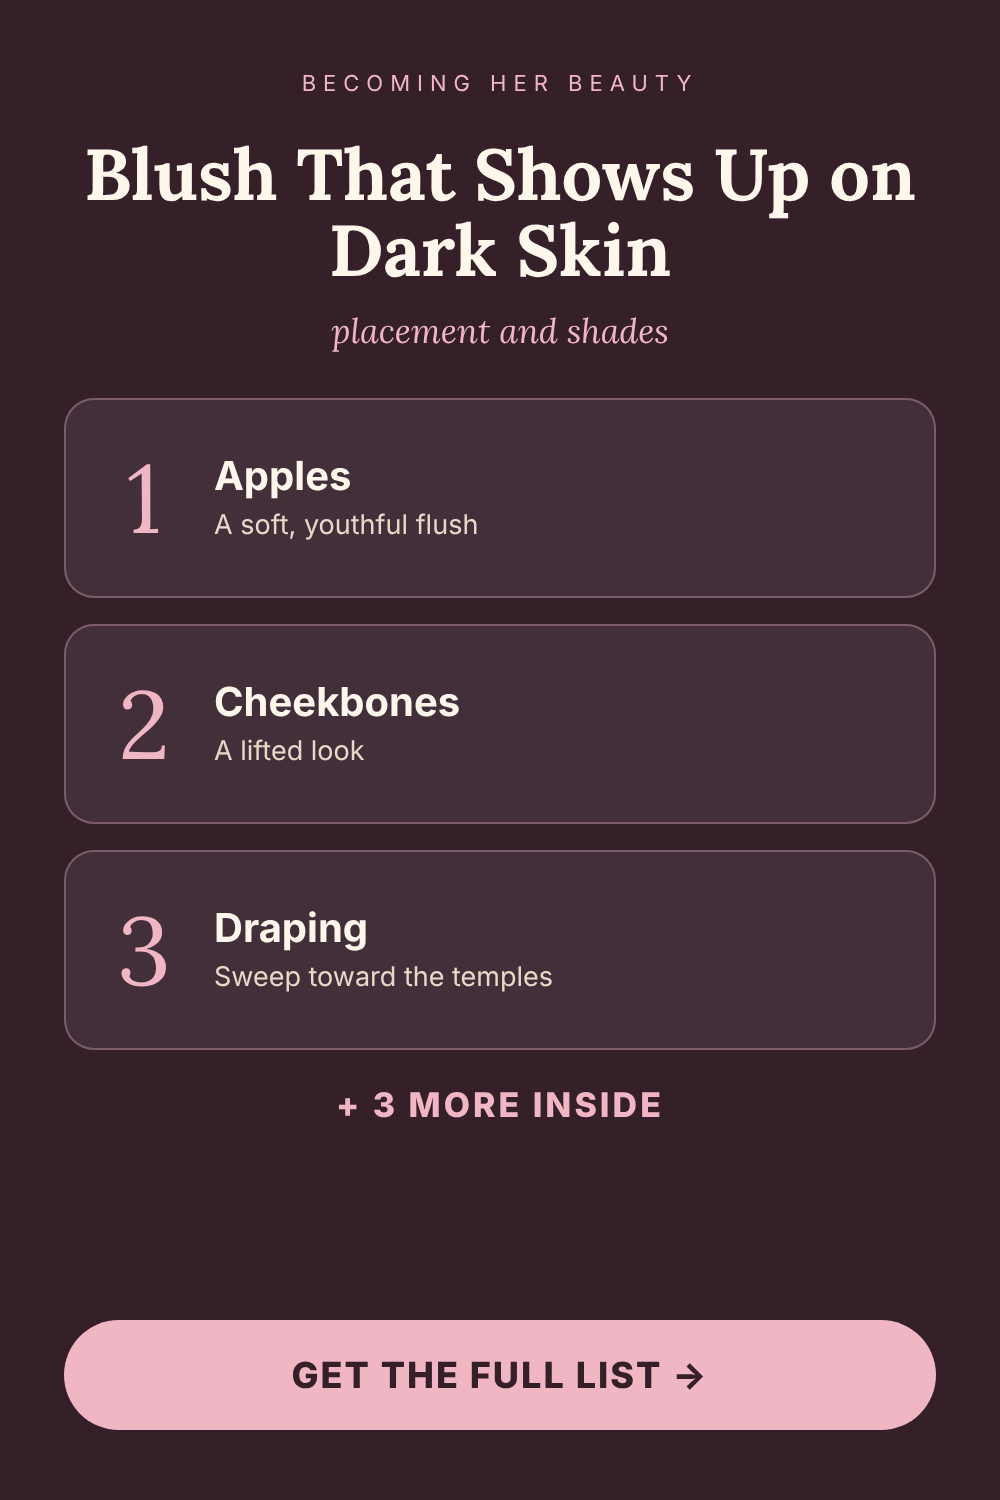 BECOMING HER BEAUTY
Blush That Shows Up on
Dark Skin
placement and shades
1
Apples
A soft, youthful flush
2
Cheekbones
A lifted look
3
Draping
Sweep toward the temples
+ 3 MORE INSIDE
GET THE FULL LIST →